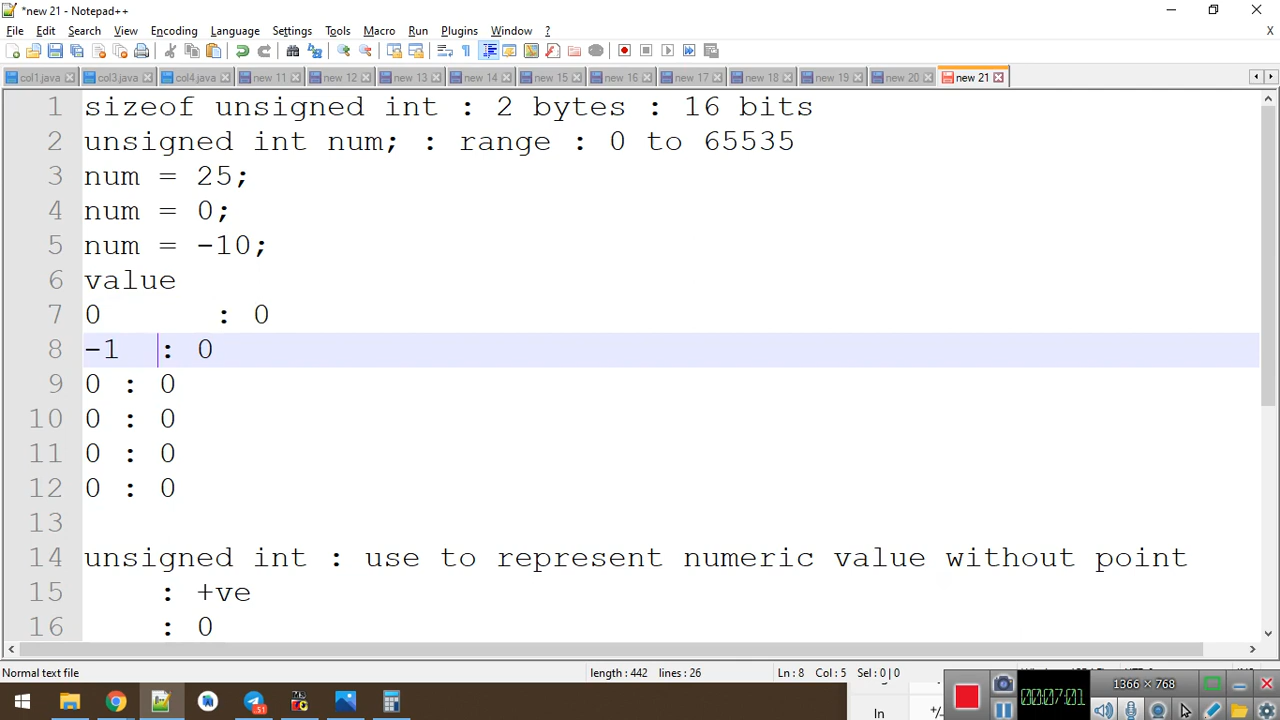 *new 21 - Notepad++
File Edit Search View Encoding Language Settings Tools Macro Run Plugins Window ? X
col1.java col3.java col4.java new 11 new 12 new 13 new 14 new 15 new 16 new 17 new 18 new 19 new 20 new 21
1 sizeof unsigned int : 2 bytes : 16 bits
2 unsigned int num; : range : 0 to 65535
3 num = 25;
4 num = 0;
5 num = -10;
6 value
7 0 : 0
8 -1 : 0
9 0 : 0
10 0 : 0
11 0 : 0
12 0 : 0
13
14 unsigned int : use to represent numeric value without point
15 : +ve
16 : 0
Normal text file length : 442 lines : 26 Ln : 8 Col : 5 Sel : 0 | 0
1366 × 768
00:07:01
In +/-